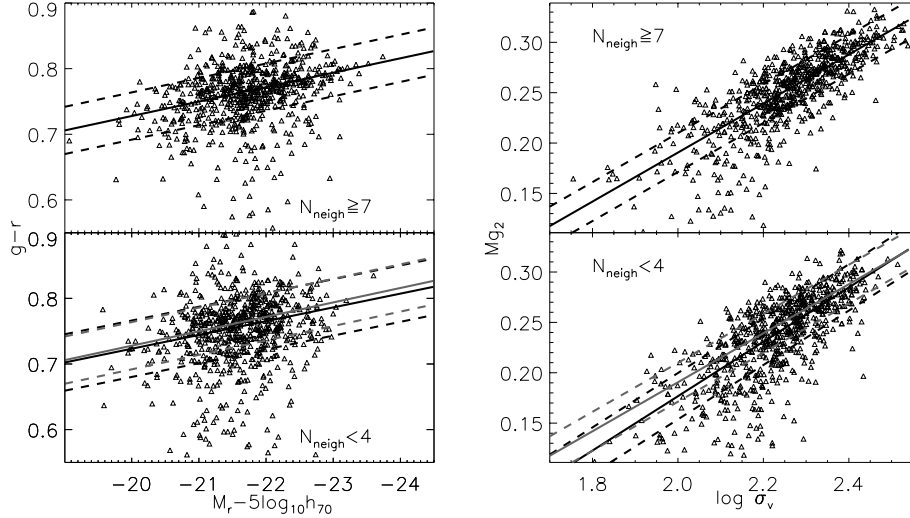 0.9
0.8
0.7
0.6
N_neigh≧7
g−r
0.9
0.8
0.7
0.6
N_neigh<4
−20 −21 −22 −23 −24
M_r−5log_10h_70
0.30
0.25
0.20
0.15
N_neigh≧7
Mg_2
0.30
0.25
0.20
0.15
N_neigh<4
1.8 2.0 2.2 2.4
log σ_v